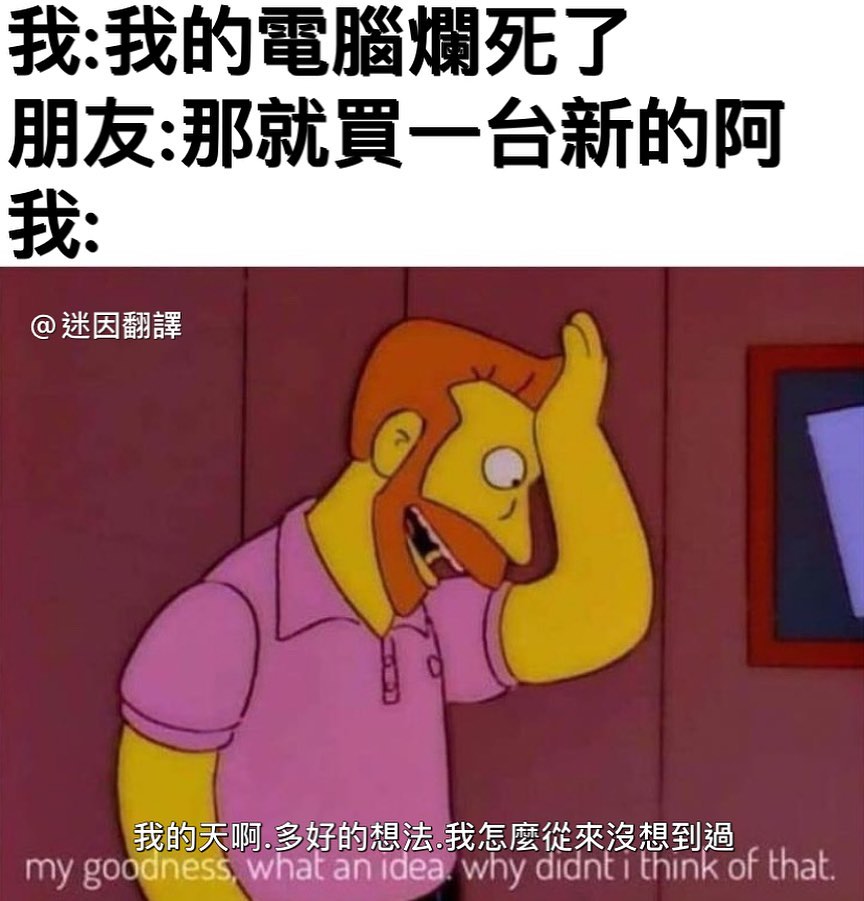 我:我的電腦爛死了
朋友:那就買一台新的阿
我:
@迷因翻譯
我的天啊.多好的想法.我怎麼從來沒想到過
my goodness, what an idea. why didnt i think of that.